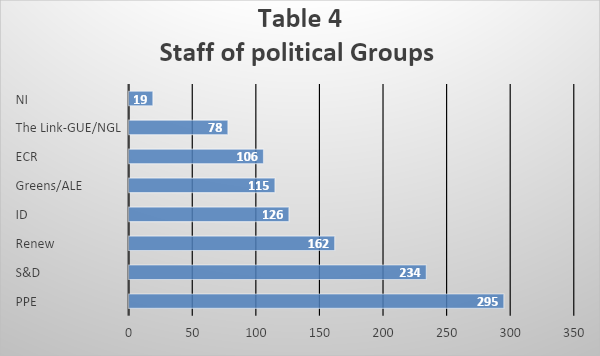 Table 4
Staff of political Groups
NI 19
The Link-GUE/NGL 78
ECR 106
Greens/ALE 115
ID 126
Renew 162
S&D 234
PPE 295
0 50 100 150 200 250 300 350